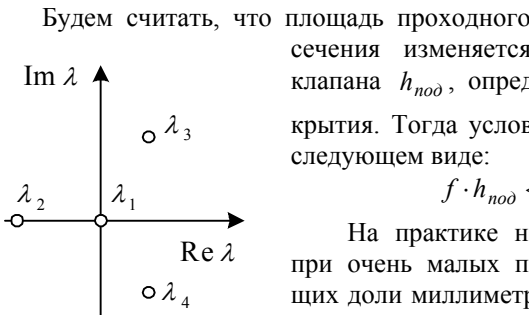 Будем считать, что площадь проходного
сечения изменяется
клапана h_под, опред
крытия. Тогда услов
следующем виде:
f · h_под <
На практике н
при очень малых п
щих доли миллиметр
Im λ
λ₃
λ₂
λ₁
Re λ
λ₄